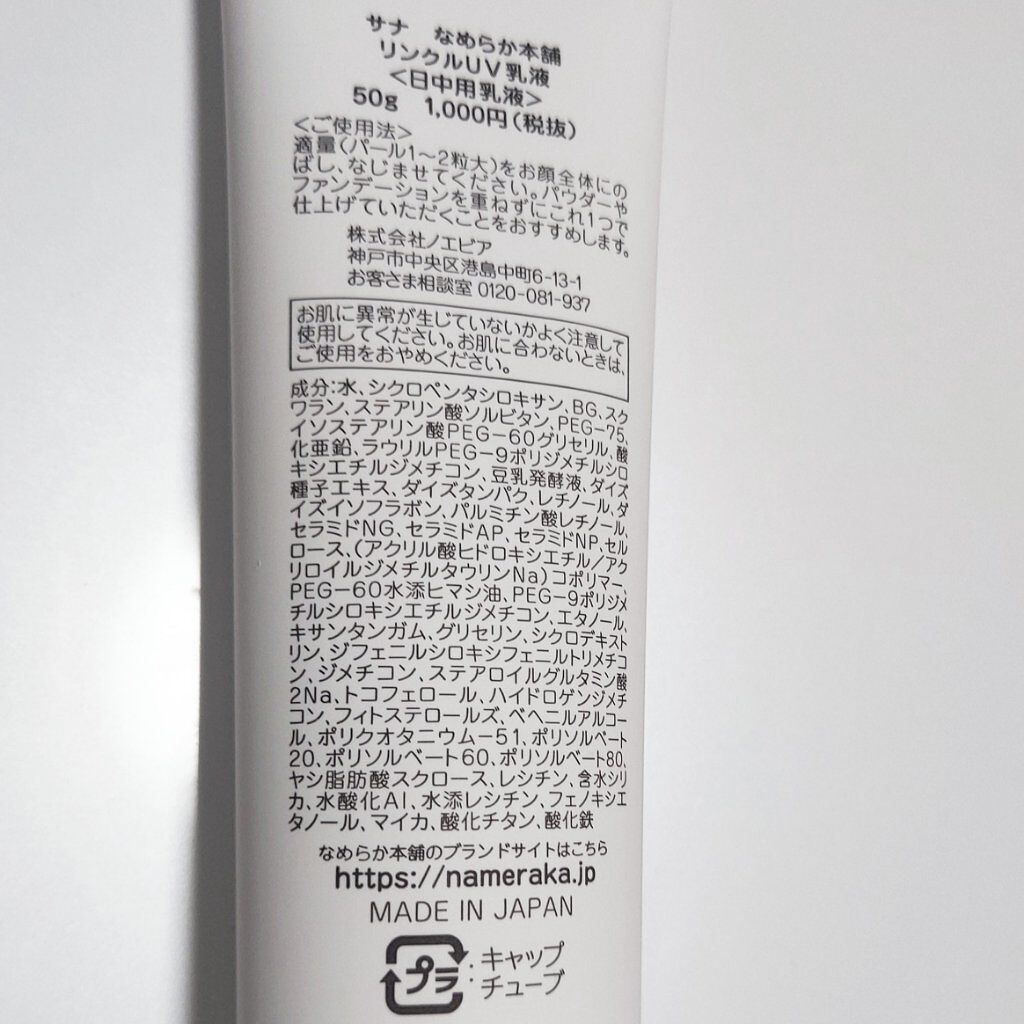 サナ なめらか本舗
リンクルUV乳液
<日中用乳液>
50g 1,000円(税抜)
<ご使用法>
適量(パール1〜2粒大)をお顔全体にの
ばし、なじませてください。パウダーや
ファンデーションを重ねずにこれ1つで
仕上げていただくことをおすすめします。
株式会社ノエビア
神戸市中央区港島中町6-13-1
お客さま相談室 0120-081-937
お肌に異常が生じていないかよく注意して
使用してください。お肌に合わないときは、
ご使用をおやめください。
成分:水、シクロペンタシロキサン、BG、スク
ワラン、ステアリン酸ソルビタン、PEG-75、
イソステアリン酸PEG-60グリセリル、酸
化亜鉛、ラウリルPEG-9ポリジメチルシロ
キシエチルジメチコン、豆乳発酵液、ダイズ
種子エキス、ダイズタンパク、レチノール、ダ
イズイソフラボン、パルミチン酸レチノール、
セラミドNG、セラミドAP、セラミドNP、セル
ロース、(アクリル酸ヒドロキシエチル/アク
リロイルジメチルタウリンNa)コポリマー、
PEG-60水添ヒマシ油、PEG-9ポリジメ
チルシロキシエチルジメチコン、エタノール、
キサンタンガム、グリセリン、シクロデキスト
リン、ジフェニルシロキシフェニルトリメチコ
ン、ジメチコン、ステアロイルグルタミン酸
2Na、トコフェロール、ハイドロゲンジメチ
コン、フィトステロールズ、ベヘニルアルコー
ル、ポリクオタニウム-51、ポリソルベート
20、ポリソルベート60、ポリソルベート80、
ヤシ脂肪酸スクロース、レシチン、含水シリ
カ、水酸化Al、水添レシチン、フェノキシエ
タノール、マイカ、酸化チタン、酸化鉄
なめらか本舗のブランドサイトはこちら
https://nameraka.jp
MADE IN JAPAN
プラ:キャップ
チューブ